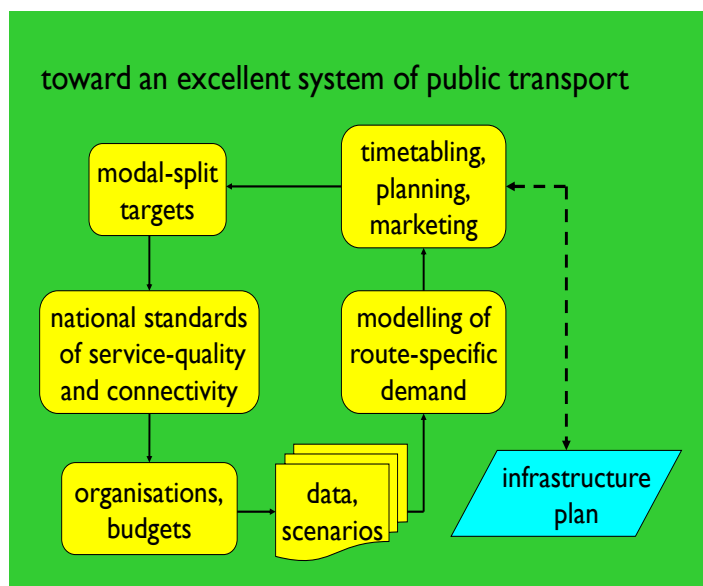 toward an excellent system of public transport
modal-split
targets
timetabling,
planning,
marketing
national standards
of service-quality
and connectivity
modelling of
route-specific
demand
organisations,
budgets
data,
scenarios
infrastructure
plan